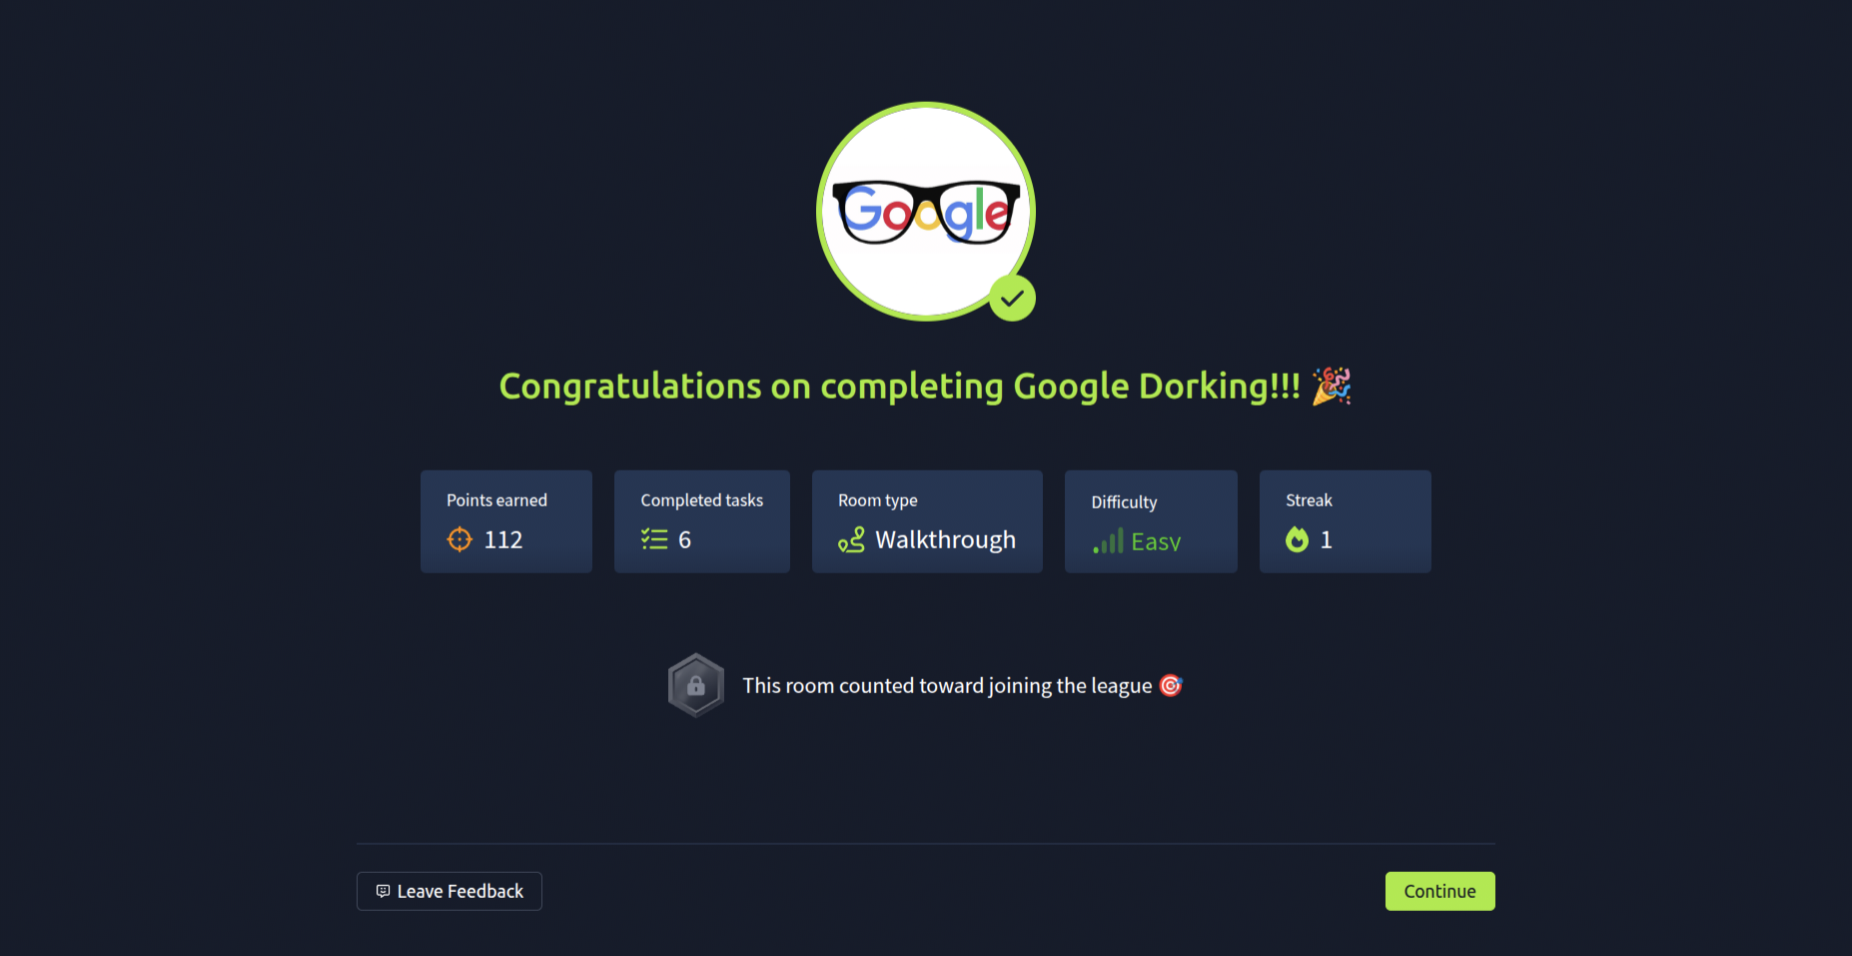 Google
Congratulations on completing Google Dorking!!! 🎉
Points earned
112
Completed tasks
6
Room type
Walkthrough
Difficulty
Easy
Streak
1
This room counted toward joining the league 🎯
Leave Feedback
Continue